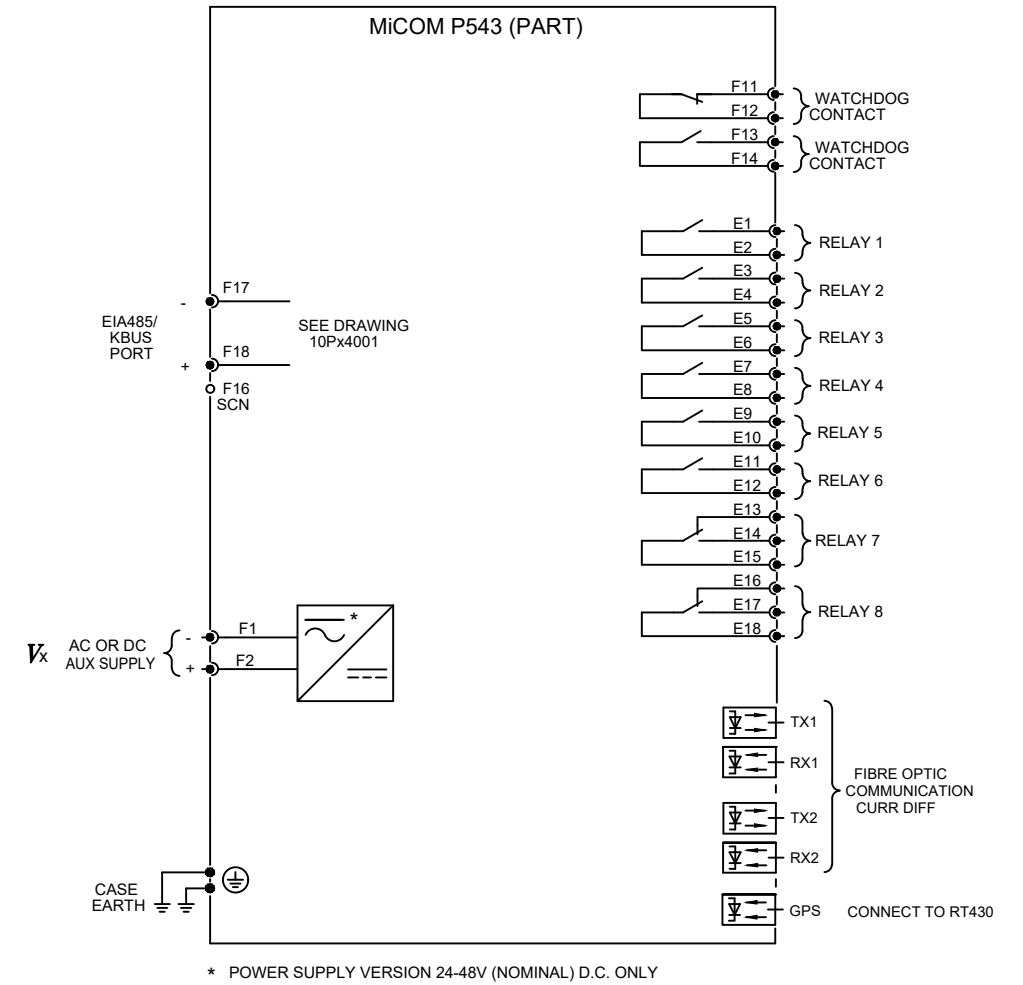 MiCOM P543 (PART)
F11
F12
WATCHDOG
CONTACT
F13
F14
WATCHDOG
CONTACT
E1
E2
RELAY 1
E3
E4
RELAY 2
E5
E6
RELAY 3
E7
E8
RELAY 4
E9
E10
RELAY 5
E11
E12
RELAY 6
E13
E14
E15
RELAY 7
E16
E17
E18
RELAY 8
EIA485/
KBUS
PORT
-
F17
+
F18
F16
SCN
SEE DRAWING
10Px4001
Vx
AC OR DC
AUX SUPPLY
-
F1
+
F2
*
TX1
RX1
TX2
RX2
FIBRE OPTIC
COMMUNICATION
CURR DIFF
GPS
CONNECT TO RT430
CASE
EARTH
* POWER SUPPLY VERSION 24-48V (NOMINAL) D.C. ONLY